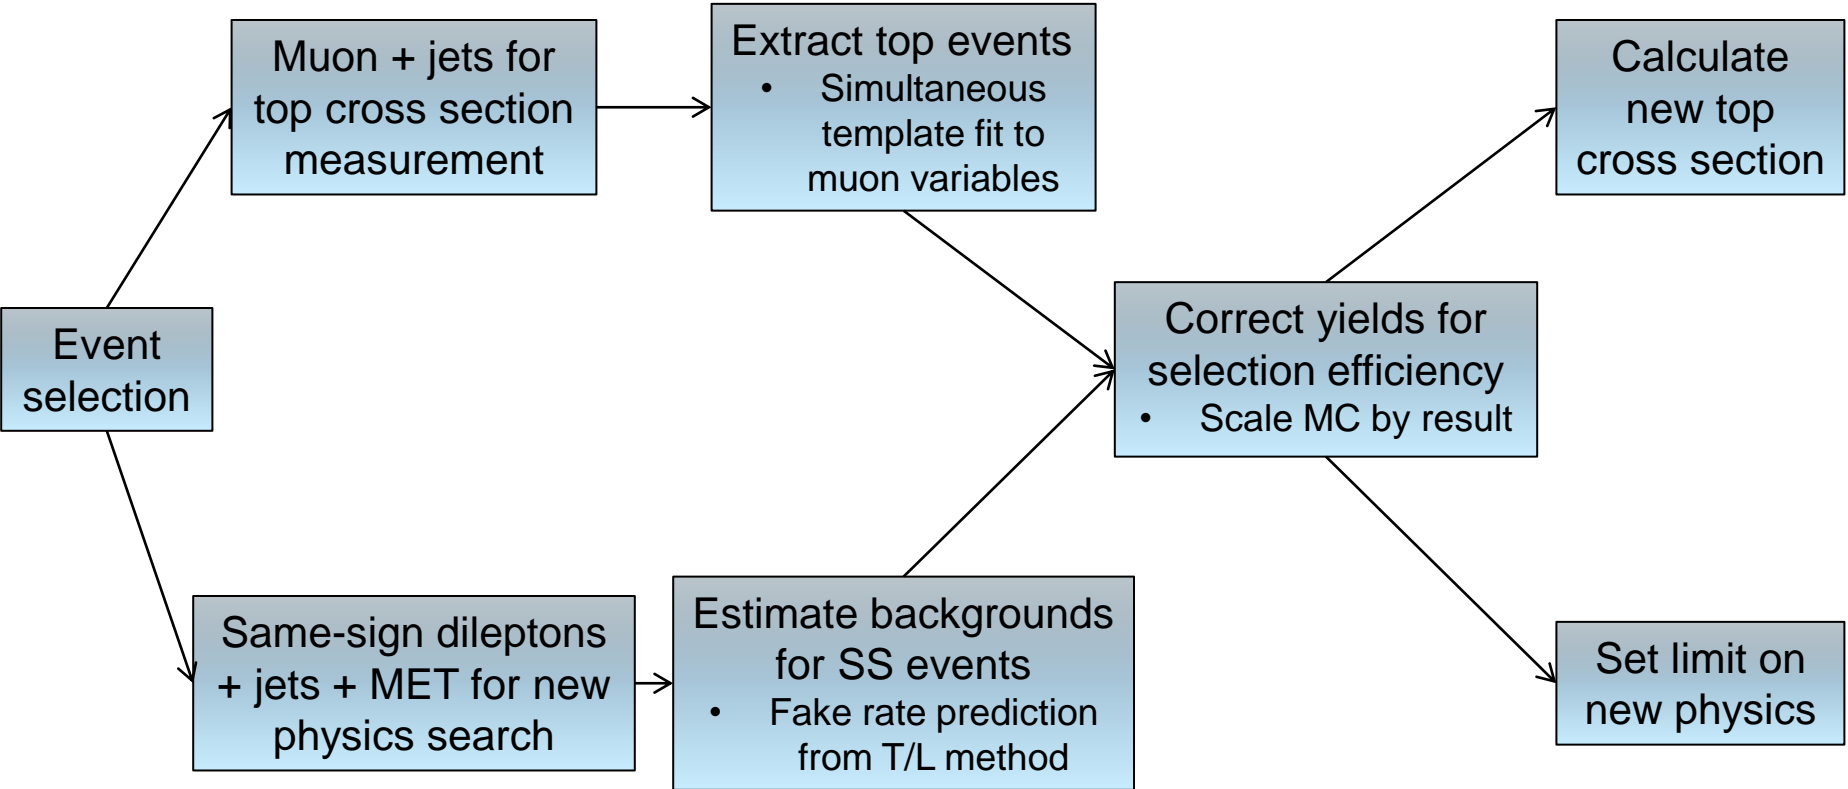 Event
selection
Muon + jets for
top cross section
measurement
Extract top events
• Simultaneous
template fit to
muon variables
Same-sign dileptons
+ jets + MET for new
physics search
Estimate backgrounds
for SS events
• Fake rate prediction
from T/L method
Correct yields for
selection efficiency
• Scale MC by result
Calculate
new top
cross section
Set limit on
new physics